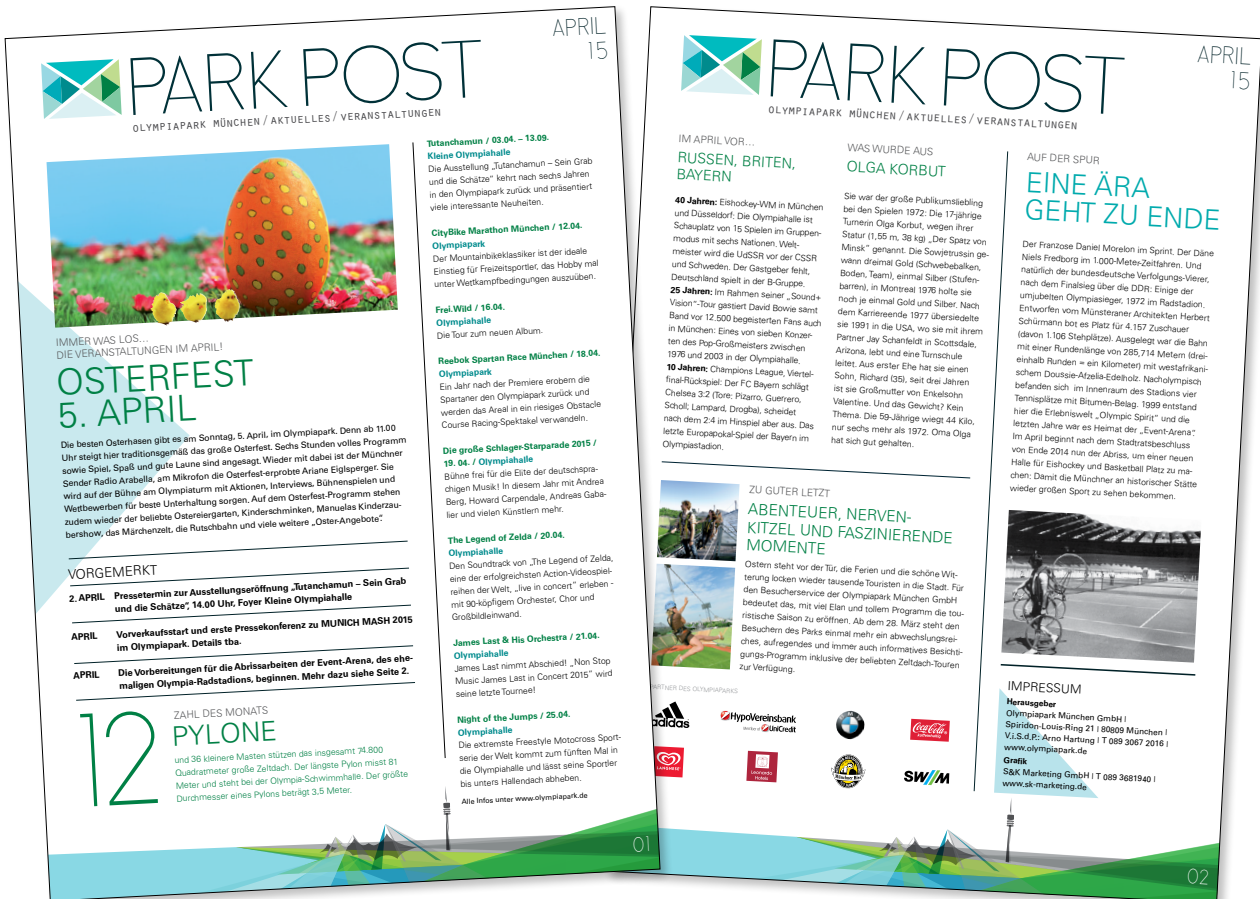 APRIL
15
PARK POST
OLYMPIAPARK MÜNCHEN / AKTUELLES / VERANSTALTUNGEN
IMMER WAS LOS...
DIE VERANSTALTUNGEN IM APRIL!
OSTERFEST
5. APRIL
Die besten Osterhasen gibt es am Sonntag, 5. April, im Olympiapark. Denn ab 11.00
Uhr steigt hier traditionsgemäß das große Osterfest. Sechs Stunden volles Programm
sowie Spiel, Spaß und gute Laune sind angesagt. Wieder mit dabei ist der Münchner
Sender Radio Arabella, am Mikrofon die Osterfest-erprobte Ariane Eiglsperger. Sie
wird auf der Bühne am Olympiaturm mit Aktionen, Interviews, Bühnenspielen und
Wettbewerben für beste Unterhaltung sorgen. Auf dem Osterfest-Programm stehen
zudem wieder der beliebte Ostereiergarten, Kinderschminken, Manuelas Kinderzau-
bershow, das Märchenzelt, die Rutschbahn und viele weitere „Oster-Angebote“.
VORGEMERKT
2. APRIL Pressetermin zur Ausstellungseröffnung „Tutanchamun – Sein Grab
und die Schätze“, 14.00 Uhr, Foyer Kleine Olympiahalle
APRIL Vorverkaufsstart und erste Pressekonferenz zu MUNICH MASH 2015
im Olympiapark. Details tba.
APRIL Die Vorbereitungen für die Abrissarbeiten der Event-Arena, des ehe-
maligen Olympia-Radstadions, beginnen. Mehr dazu siehe Seite 2.
12
ZAHL DES MONATS
PYLONE
und 36 kleinere Masten stützen das insgesamt 74.800
Quadratmeter große Zeltdach. Der längste Pylon misst 81
Meter und steht bei der Olympia-Schwimmhalle. Der größte
Durchmesser eines Pylons beträgt 3,5 Meter.
Tutanchamun / 03.04. – 13.09.
Kleine Olympiahalle
Die Ausstellung „Tutanchamun – Sein Grab
und die Schätze“ kehrt nach sechs Jahren
in den Olympiapark zurück und präsentiert
viele interessante Neuheiten.
CityBike Marathon München / 12.04.
Olympiapark
Der Mountainbikeklassiker ist der ideale
Einstieg für Freizeitsportler, das Hobby mal
unter Wettkampfbedingungen auszuüben.
Frei.Wild / 16.04.
Olympiahalle
Die Tour zum neuen Album.
Reebok Spartan Race München / 18.04.
Olympiapark
Ein Jahr nach der Premiere erobern die
Spartaner den Olympiapark zurück und
werden das Areal in ein riesiges Obstacle
Course Racing-Spektakel verwandeln.
Die große Schlager-Starparade 2015 /
19. 04. / Olympiahalle
Bühne frei für die Elite der deutschspra-
chigen Musik! In diesem Jahr mit Andrea
Berg, Howard Carpendale, Andreas Gaba-
lier und vielen Künstlern mehr.
The Legend of Zelda / 20.04.
Olympiahalle
Den Soundtrack von „The Legend of Zelda,
eine der erfolgreichsten Action-Videospiel-
reihen der Welt, „live in concert“ erleben -
mit 90-köpfigem Orchester, Chor und
Großbildleinwand.
James Last & His Orchestra / 21.04.
Olympiahalle
James Last nimmt Abschied! „Non Stop
Music James Last in Concert 2015“ wird
seine letzte Tournee!
Night of the Jumps / 25.04.
Olympiahalle
Die extremste Freestyle Motocross Sport-
serie der Welt kommt zum fünften Mal in
die Olympiahalle und lässt seine Sportler
bis unters Hallendach abheben.
Alle Infos unter www.olympiapark.de
01
APRIL
15
PARK POST
OLYMPIAPARK MÜNCHEN / AKTUELLES / VERANSTALTUNGEN
IM APRIL VOR...
RUSSEN, BRITEN,
BAYERN
40 Jahren: Eishockey-WM in München
und Düsseldorf: Die Olympiahalle ist
Schauplatz von 15 Spielen im Gruppen-
modus mit sechs Nationen. Welt-
meister wird die UdSSR vor der CSSR
und Schweden. Der Gastgeber fehlt,
Deutschland spielt in der B-Gruppe.
25 Jahren: Im Rahmen seiner „Sound+
Vision“-Tour gastiert David Bowie samt
Band vor 12.500 begeisterten Fans auch
in München: Eines von sieben Konzer-
ten des Pop-Großmeisters zwischen
1976 und 2003 in der Olympiahalle.
10 Jahren: Champions League, Viertel-
final-Rückspiel: Der FC Bayern schlägt
Chelsea 3:2 (Tore: Pizarro, Guerrero,
Scholl; Lampard, Drogba), scheidet
nach dem 2:4 im Hinspiel aber aus. Das
letzte Europapokal-Spiel der Bayern im
Olympiastadion.
WAS WURDE AUS
OLGA KORBUT
Sie war der große Publikumsliebling
bei den Spielen 1972: Die 17-jährige
Turnerin Olga Korbut, wegen ihrer
Statur (1,55 m, 38 kg) „Der Spatz von
Minsk“ genannt. Die Sowjetrussin ge-
wann dreimal Gold (Schwebebalken,
Boden, Team), einmal Silber (Stufen-
barren), in Montreal 1976 holte sie
noch je einmal Gold und Silber. Nach
dem Karriereende 1977 übersiedelte
sie 1991 in die USA, wo sie mit ihrem
Partner Jay Schanfeldt in Scottsdale,
Arizona, lebt und eine Turnschule
leitet. Aus erster Ehe hat sie einen
Sohn, Richard (35), seit drei Jahren
ist sie Großmutter von Enkelsohn
Valentine. Und das Gewicht? Kein
Thema. Die 59-Jährige wiegt 44 Kilo,
nur sechs mehr als 1972. Oma Olga
hat sich gut gehalten.
AUF DER SPUR
EINE ÄRA
GEHT ZU ENDE
Der Franzose Daniel Morelon im Sprint. Der Däne
Niels Fredborg im 1.000-Meter-Zeitfahren. Und
natürlich der bundesdeutsche Verfolgungs-Vierer,
nach dem Finalsieg über die DDR: Einige der
umjubelten Olympiasieger, 1972 im Radstadion.
Entworfen vom Münsteraner Architekten Herbert
Schürmann bot es Platz für 4.157 Zuschauer
(davon 1.106 Stehplätze). Ausgelegt war die Bahn
mit einer Rundenlänge von 285,714 Metern (drei-
einhalb Runden = ein Kilometer) mit westafrikani-
schem Doussie-Afzelia-Edelholz. Nacholympisch
befanden sich im Innenraum des Stadions vier
Tennisplätze mit Bitumen-Belag. 1999 entstand
hier die Erlebniswelt „Olympic Spirit“ und die
letzten Jahre war es Heimat der „Event-Arena“.
Im April beginnt nach dem Stadtratsbeschluss
von Ende 2014 nun der Abriss, um einer neuen
Halle für Eishockey und Basketball Platz zu ma-
chen: Damit die Münchner an historischer Stätte
wieder großen Sport zu sehen bekommen.
ZU GUTER LETZT
ABENTEUER, NERVEN-
KITZEL UND FASZINIERENDE
MOMENTE
Ostern steht vor der Tür, die Ferien und die schöne Wit-
terung locken wieder tausende Touristen in die Stadt. Für
den Besucherservice der Olympiapark München GmbH
bedeutet das, mit viel Elan und tollem Programm die tou-
ristische Saison zu eröffnen. Ab dem 28. März steht den
Besuchern des Parks einmal mehr ein abwechslungsrei-
ches, aufregendes und immer auch informatives Besichti-
gungs-Programm inklusive der beliebten Zeltdach-Touren
zur Verfügung.
PARTNER DES OLYMPIAPARKS
adidas
HypoVereinsbank
Member of UniCredit
BMW
Coca-Cola
LANGNESE
Leonardo
Hotels
SW//M
IMPRESSUM
Herausgeber
Olympiapark München GmbH |
Spiridon-Louis-Ring 21 | 80809 München |
V.i.S.d.P.: Arno Hartung | T 089 3067 2016 |
www.olympiapark.de
Grafik
S&K Marketing GmbH | T 089 3681940 |
www.sk-marketing.de
02